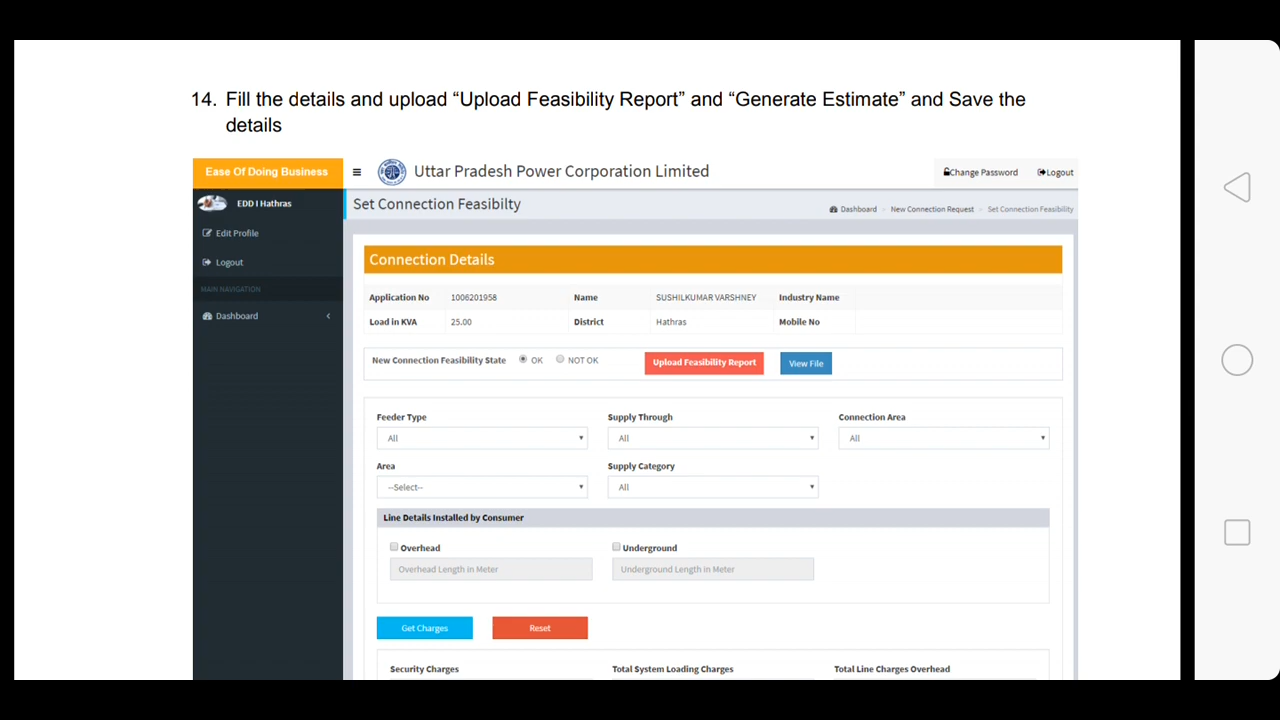 14. Fill the details and upload “Upload Feasibility Report” and “Generate Estimate” and Save the
details
Ease Of Doing Business
Uttar Pradesh Power Corporation Limited
Change Password
Logout
EDD I Hathras
Set Connection Feasibilty
Dashboard
New Connection Request
Set Connection Feasibility
Edit Profile
Logout
MAIN NAVIGATION
Dashboard
Connection Details
Application No 1006201958 Name SUSHILKUMAR VARSHNEY Industry Name
Load in KVA 25.00 District Hathras Mobile No
New Connection Feasibility State OK NOT OK Upload Feasibility Report View File
Feeder Type Supply Through Connection Area
All All All
Area Supply Category
--Select-- All
Line Details Installed by Consumer
Overhead Underground
Overhead Length in Meter Underground Length in Meter
Get Charges Reset
Security Charges Total System Loading Charges Total Line Charges Overhead